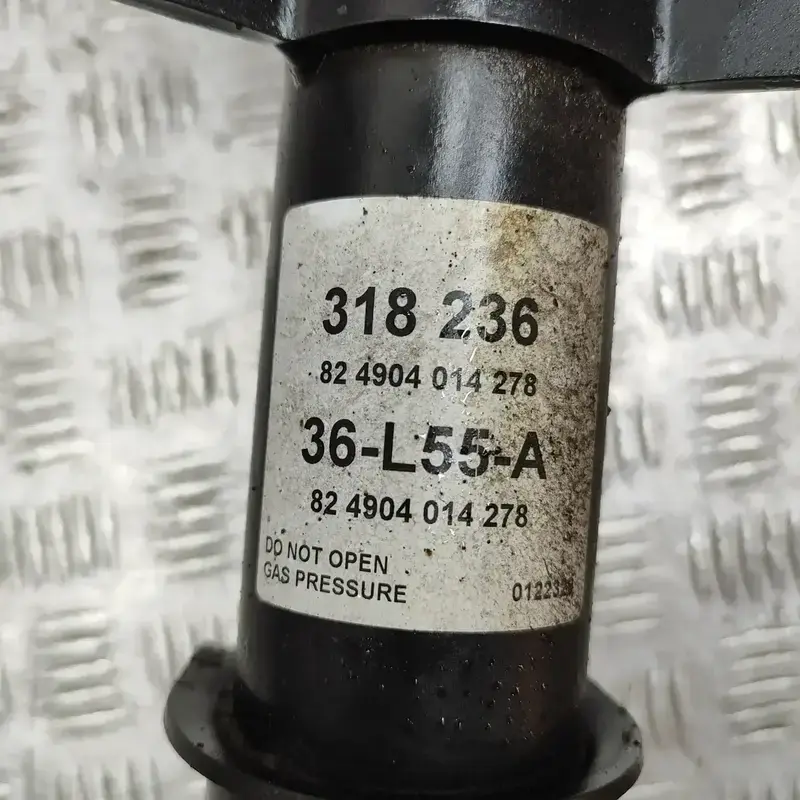 318 236
82 4904 014 278
36-L55-A
82 4904 014 278
DO NOT OPEN
GAS PRESSURE